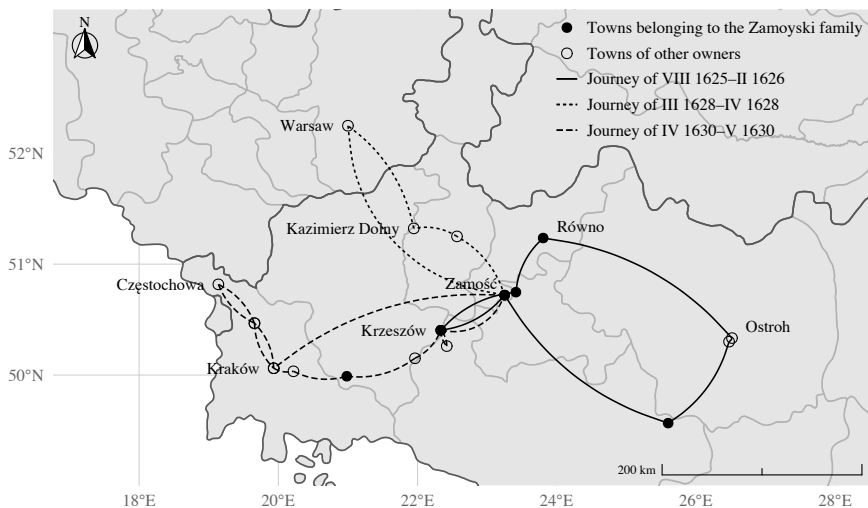 N
Towns belonging to the Zamoyski family
Towns of other owners
Journey of VIII 1625–II 1626
Journey of III 1628–IV 1628
Journey of IV 1630–V 1630
Warsaw
52°N
Kazimierz Dolny
Równo
51°N
Częstochowa
Zamość
Krzeszów
Ostroh
Kraków
50°N
200 km
18°E 20°E 22°E 24°E 26°E 28°E